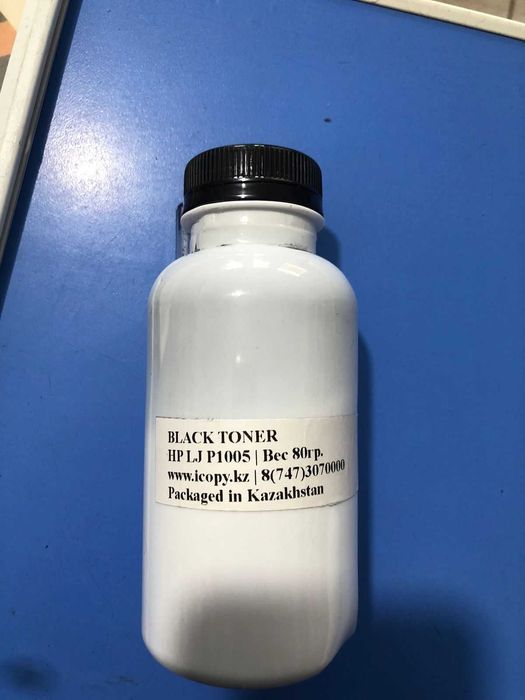 BLACK TONER
HP LJ P1005 | Вес 80гр.
www.icopy.kz | 8(747)3070000
Packaged in Kazakhstan